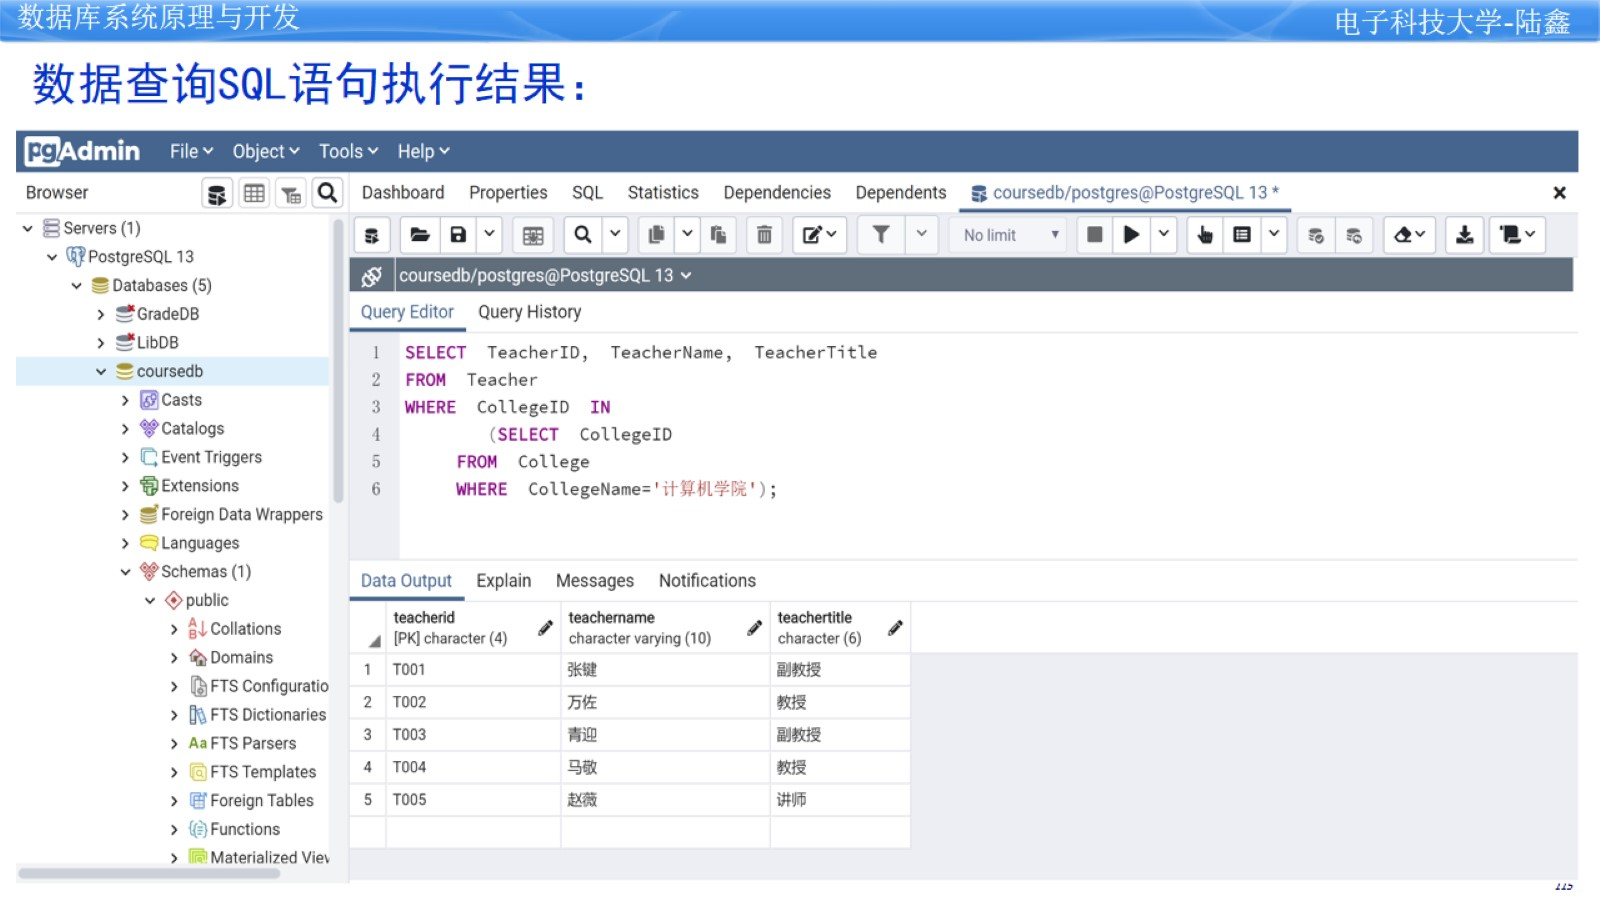 数据库系统原理与开发
电子科技大学-陆鑫
数据查询SQL语句执行结果：
pgAdmin File Object Tools Help
Browser
Dashboard Properties SQL Statistics Dependencies Dependents coursedb/postgres@PostgreSQL 13 *
Servers (1)
PostgreSQL 13
Databases (5)
GradeDB
LibDB
coursedb
Casts
Catalogs
Event Triggers
Extensions
Foreign Data Wrappers
Languages
Schemas (1)
public
Collations
Domains
FTS Configuratio
FTS Dictionaries
Aa FTS Parsers
FTS Templates
Foreign Tables
Functions
Materialized Viev
No limit
coursedb/postgres@PostgreSQL 13
Query Editor Query History
1 SELECT TeacherID, TeacherName, TeacherTitle
2 FROM Teacher
3 WHERE CollegeID IN
4 (SELECT CollegeID
5 FROM College
6 WHERE CollegeName='计算机学院');
Data Output Explain Messages Notifications
teacherid teachername teachertitle
[PK] character (4) character varying (10) character (6)
1 T001 张键 副教授
2 T002 万佐 教授
3 T003 青迎 副教授
4 T004 马敬 教授
5 T005 赵薇 讲师